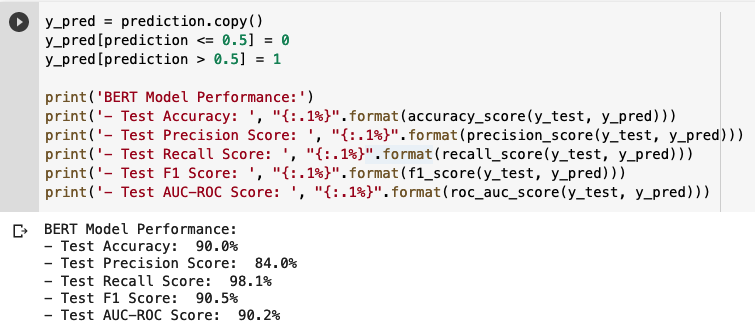 y_pred = prediction.copy()
y_pred[prediction <= 0.5] = 0
y_pred[prediction > 0.5] = 1
print('BERT Model Performance:')
print('- Test Accuracy: ', "{:.1%}".format(accuracy_score(y_test, y_pred)))
print('- Test Precision Score: ', "{:.1%}".format(precision_score(y_test, y_pred)))
print('- Test Recall Score: ', "{:.1%}".format(recall_score(y_test, y_pred)))
print('- Test F1 Score: ', "{:.1%}".format(f1_score(y_test, y_pred)))
print('- Test AUC-ROC Score: ', "{:.1%}".format(roc_auc_score(y_test, y_pred)))
BERT Model Performance:
- Test Accuracy:  90.0%
- Test Precision Score:  84.0%
- Test Recall Score:  98.1%
- Test F1 Score:  90.5%
- Test AUC-ROC Score:  90.2%